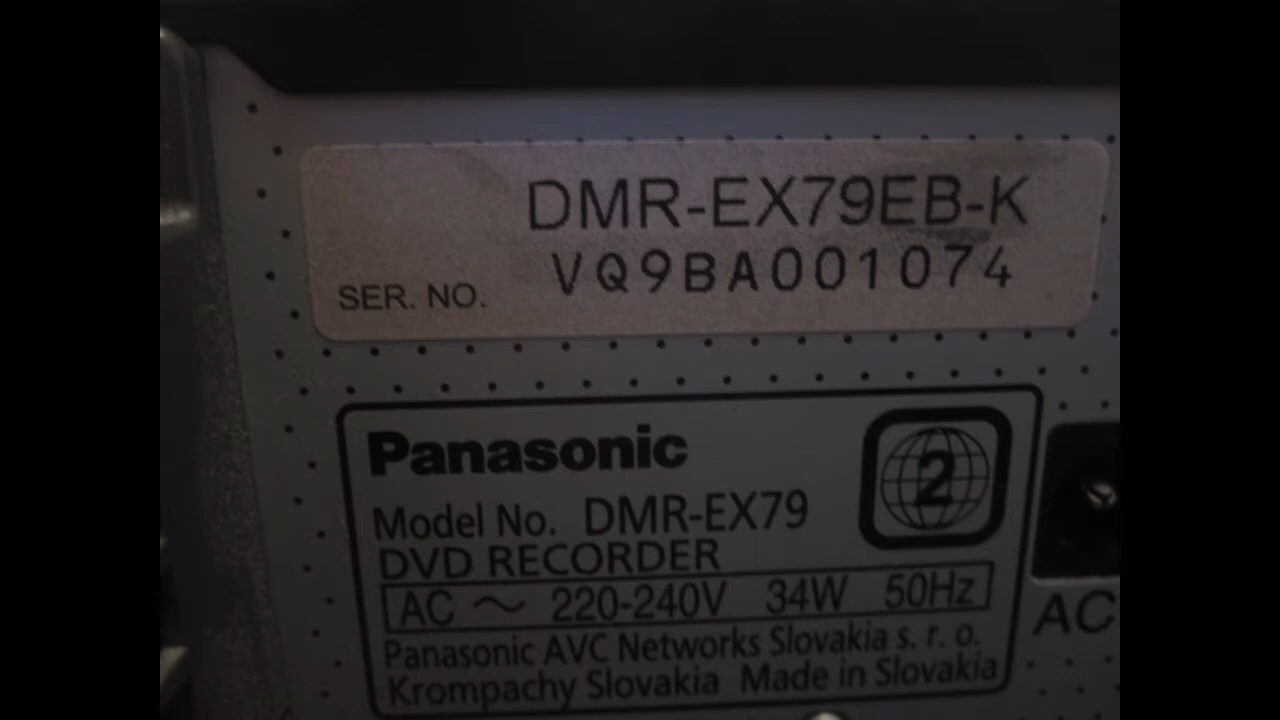 DMR-EX79EB-K
SER. NO. VQ9BA001074
Panasonic
2
Model No. DMR-EX79
DVD RECORDER
AC ~ 220-240V 34W 50Hz
AC
Panasonic AVC Networks Slovakia s. r. o.
Krompachy Slovakia Made in Slovakia